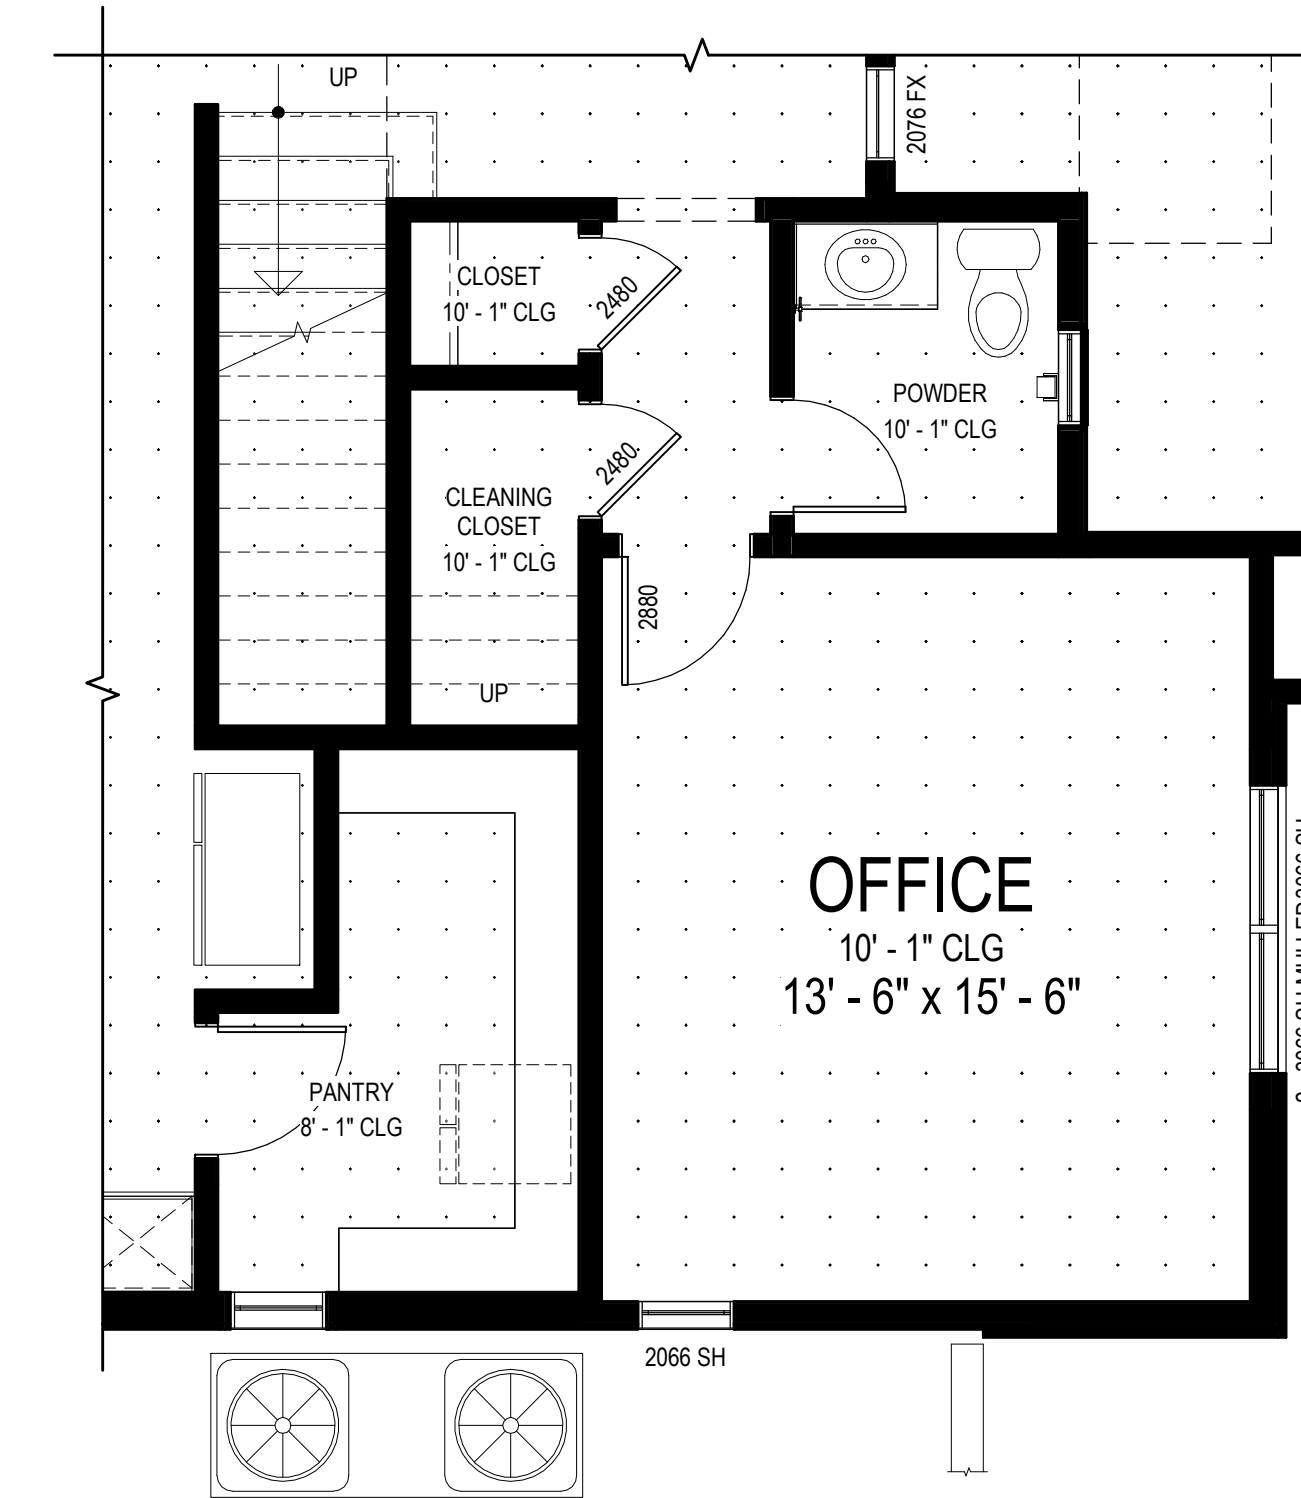 UP
2076 FX
CLOSET
10' - 1" CLG
2480
POWDER
10' - 1" CLG
2480
CLEANING
CLOSET
10' - 1" CLG
2880
UP
OFFICE
10' - 1" CLG
13' - 6" x 15' - 6"
PANTRY
8' - 1" CLG
2066 SH